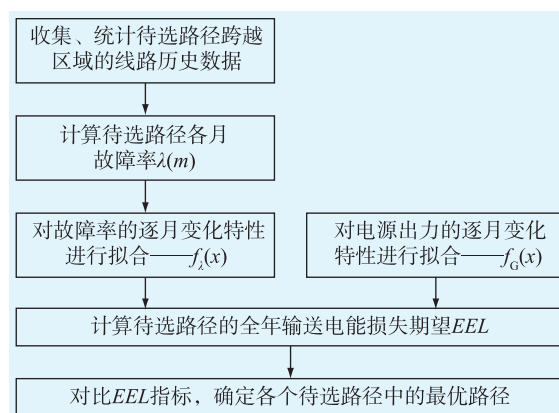 收集、统计待选路径跨越
区域的线路历史数据
计算待选路径各月
故障率λ(m)
对故障率的逐月变化特性
进行拟合——fλ(x)
对电源出力的逐月变化
特性进行拟合——fG(x)
计算待选路径的全年输送电能损失期望EEL
对比EEL指标，确定各个待选路径中的最优路径